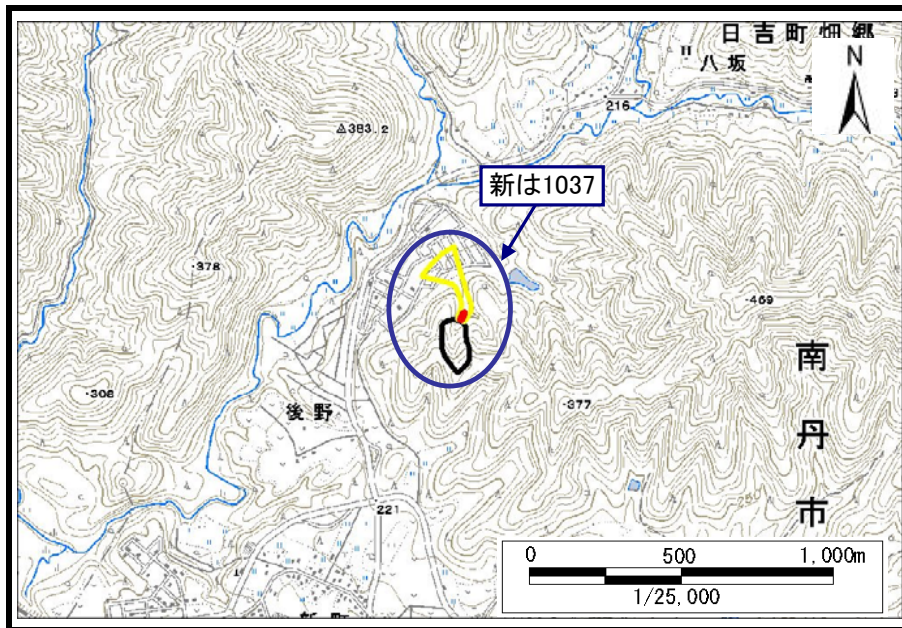 日吉町畑郷
八坂
N
216
△383.2
新は1037
・378
・469
・308
・377
後野
南丹市
221
0 500 1,000m
1/25,000